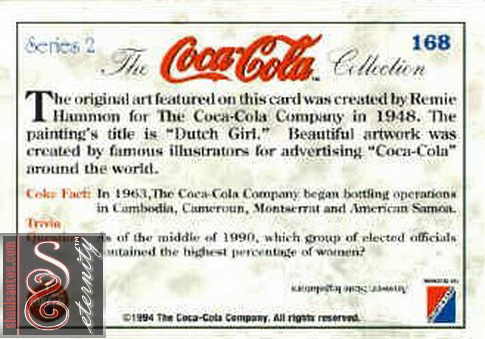 Series 2
168
The Coca-Cola Collection
The original art featured on this card was created by Remie
Hammon for The Coca-Cola Company in 1948. The
painting's title is "Dutch Girl." Beautiful artwork was
created by famous illustrators for advertising "Coca-Cola"
around the world.
Coke Fact: In 1963,The Coca-Cola Company began bottling operations
in Cambodia, Cameroun, Montserrat and American Samoa.
Trivia
of the middle of 1990, which group of elected officials
contained the highest percentage of women?
Answer: State legislators
©1994 The Coca-Cola Company. All rights reserved.
shalisantos.com
Seternity